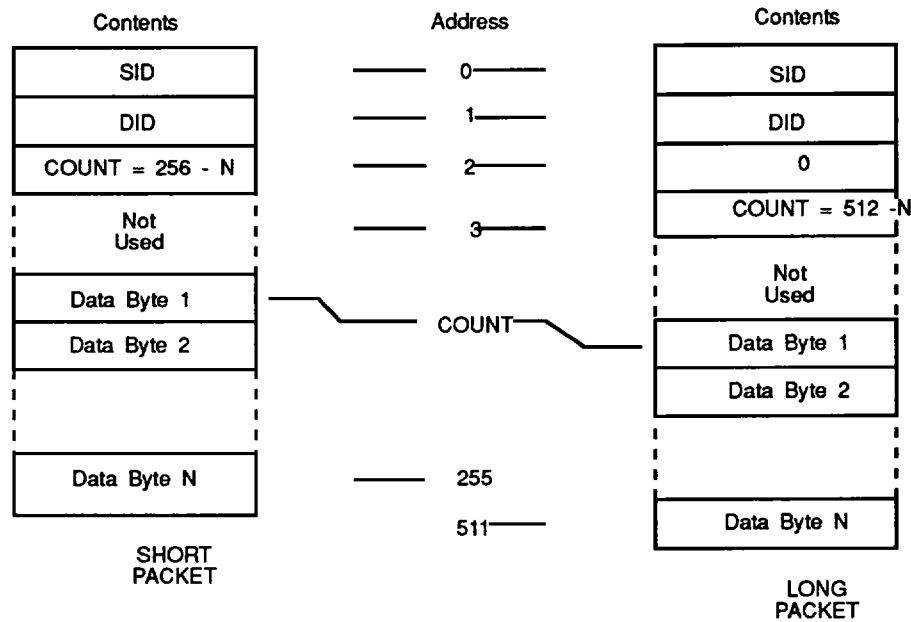 Contents
SID
DID
COUNT = 256 - N
Not
Used
Data Byte 1
Data Byte 2
Data Byte N
SHORT
PACKET
Address
0
1
2
3
COUNT
255
511
Contents
SID
DID
0
COUNT = 512 -N
Not
Used
Data Byte 1
Data Byte 2
Data Byte N
LONG
PACKET